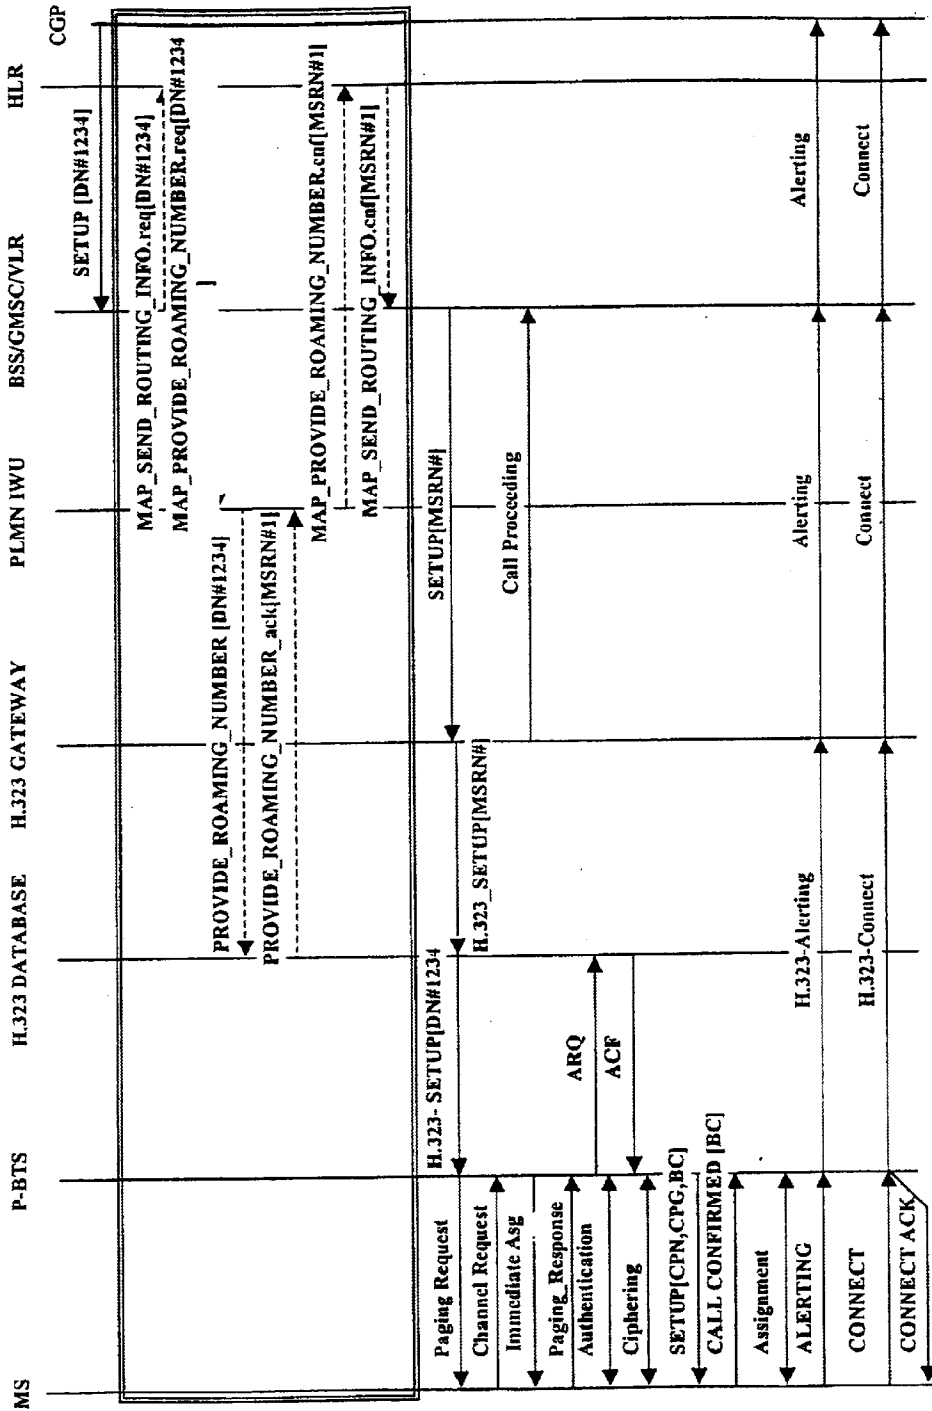 MS
P-BTS
H.323 DATABASE
H.323 GATEWAY
PLMN IWU
BSS/GMSC/VLR
HLR
CGP
SETUP [DN#1234]
MAP_SEND_ROUTING_INFO.req[DN#1234]
MAP_PROVIDE_ROAMING_NUMBER.req[DN#1234
]
PROVIDE_ROAMING_NUMBER [DN#1234]
PROVIDE_ROAMING_NUMBER_ack[MSRN#1]
MAP_PROVIDE_ROAMING_NUMBER.cnf[MSRN#1]
MAP_SEND_ROUTING_INFO.cnf[MSRN#1]
SETUP[MSRN#]
H.323_SETUP[MSRN#]
H.323- SETUP[DN#1234
Call Proceeding
Paging Request
Channel Request
Immediate Asg
Paging_Response
ARQ
Authentication
ACF
Ciphering
SETUP[CPN,CPG,BC]
CALL CONFIRMED [BC]
Assignment
ALERTING
H.323-Alerting
Alerting
Alerting
CONNECT
H.323-Connect
Connect
Connect
CONNECT ACK